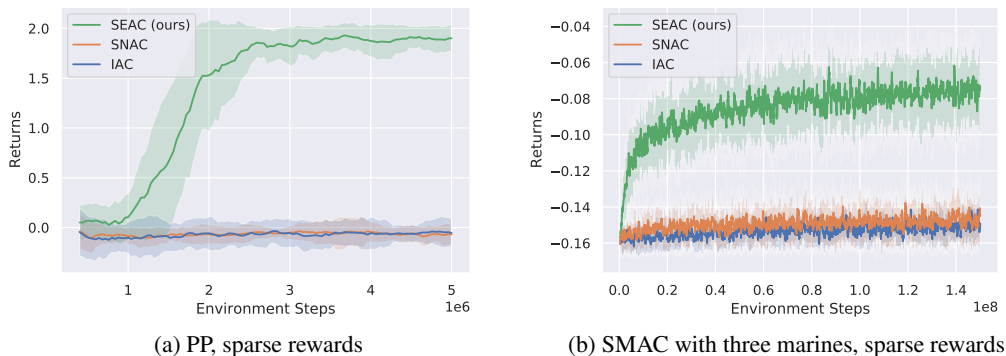 SEAC (ours)
SNAC
IAC
2.0
1.5
1.0
0.5
0.0
Returns
1
2
3
4
5
1e6
Environment Steps
(a) PP, sparse rewards
SEAC (ours)
SNAC
IAC
−0.04
−0.06
−0.08
−0.10
−0.12
−0.14
−0.16
Returns
0.0
0.2
0.4
0.6
0.8
1.0
1.2
1.4
1e8
Environment Steps
(b) SMAC with three marines, sparse rewards